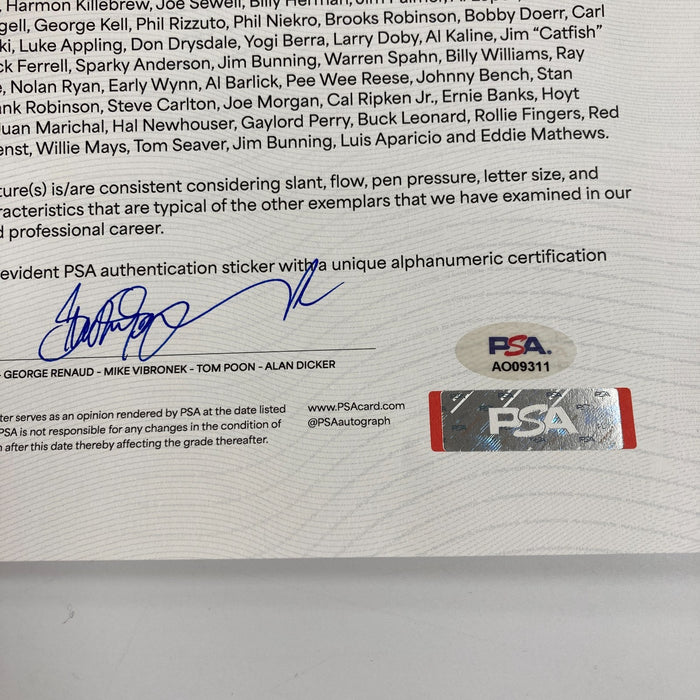 , Harmon Killebrew, Joe Sewell, Billy Herman, Jim Palmer, Al
gell, George Kell, Phil Rizzuto, Phil Niekro, Brooks Robinson, Bobby Doerr, Carl
ki, Luke Appling, Don Drysdale, Yogi Berra, Larry Doby, Al Kaline, Jim “Catfish”
ck Ferrell, Sparky Anderson, Jim Bunning, Warren Spahn, Billy Williams, Ray
e, Nolan Ryan, Early Wynn, Al Barlick, Pee Wee Reese, Johnny Bench, Stan
ank Robinson, Steve Carlton, Joe Morgan, Cal Ripken Jr., Ernie Banks, Hoyt
Juan Marichal, Hal Newhouser, Gaylord Perry, Buck Leonard, Rollie Fingers, Red
enst, Willie Mays, Tom Seaver, Jim Bunning, Luis Aparicio and Eddie Mathews.
ture(s) is/are consistent considering slant, flow, pen pressure, letter size, and
racteristics that are typical of the other exemplars that we have examined in our
d professional career.
evident PSA authentication sticker with a unique alphanumeric certification
- GEORGE RENAUD - MIKE VIBRONEK - TOM POON - ALAN DICKER
ter serves as an opinion rendered by PSA at the date listed
PSA is not responsible for any changes in the condition of
n after this date thereby affecting the grade thereafter.
www.PSAcard.com
@PSAautograph
PSA.
AO09311
PSA